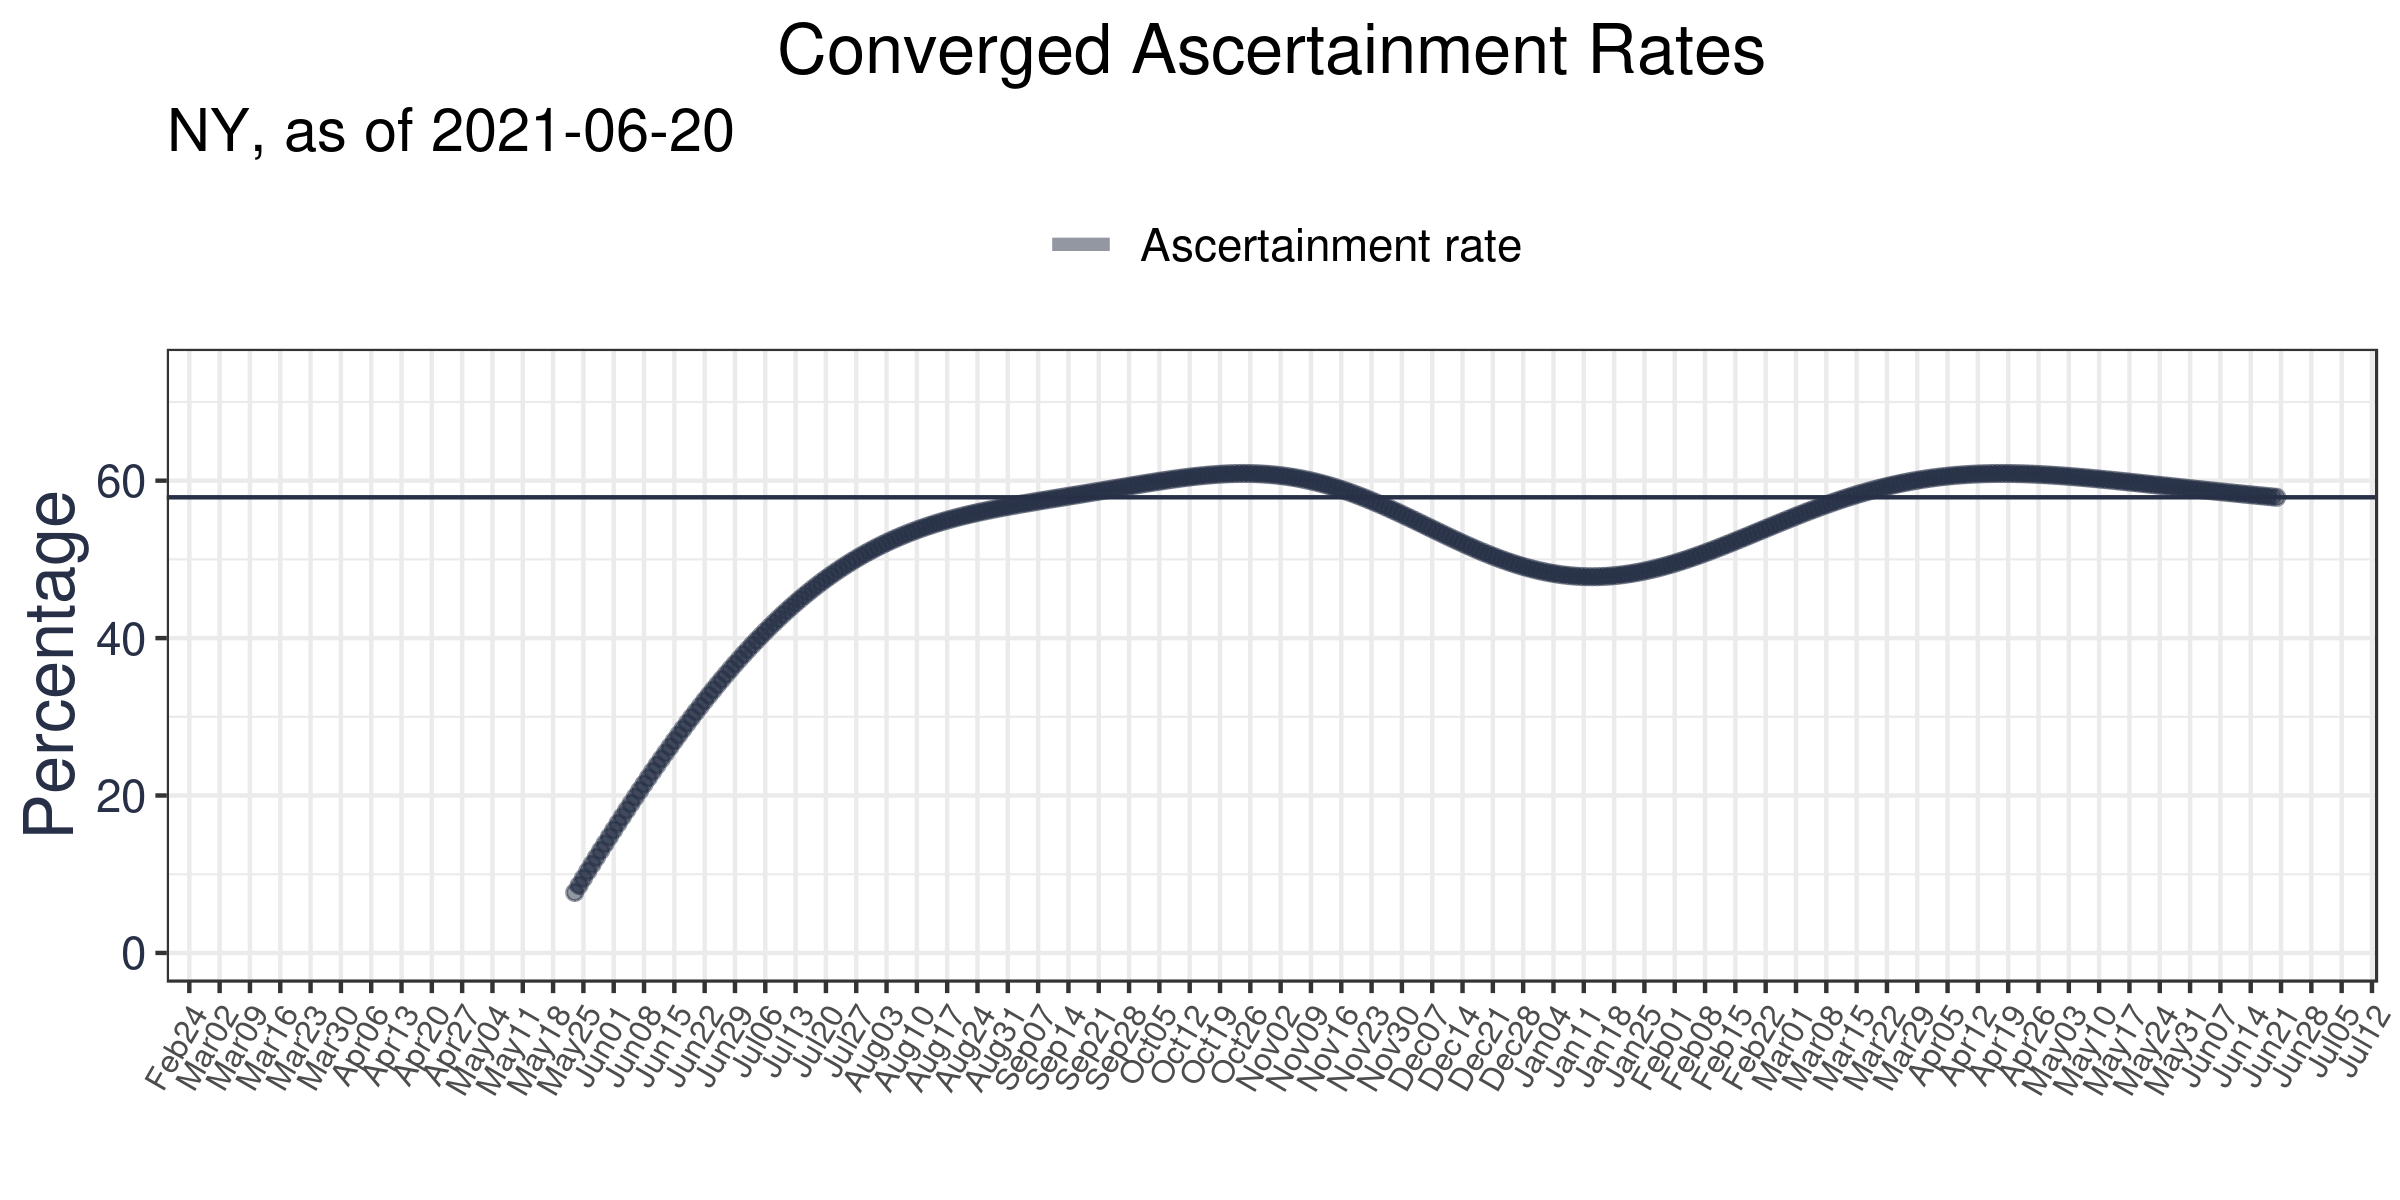 Converged Ascertainment Rates
NY, as of 2021-06-20
Ascertainment rate
Percentage
60
40
20
0
Feb24
Mar02
Mar09
Mar16
Mar23
Mar30
Apr06
Apr13
Apr20
Apr27
May04
May11
May18
May25
Jun01
Jun08
Jun15
Jun22
Jun29
Jul06
Jul13
Jul20
Jul27
Aug03
Aug10
Aug17
Aug24
Aug31
Sep07
Sep14
Sep21
Sep28
Oct05
Oct12
Oct19
Oct26
Nov02
Nov09
Nov16
Nov23
Nov30
Dec07
Dec14
Dec21
Dec28
Jan04
Jan11
Jan18
Jan25
Feb01
Feb08
Feb15
Feb22
Mar01
Mar08
Mar15
Mar22
Mar29
Apr05
Apr12
Apr19
Apr26
May03
May10
May17
May24
May31
Jun07
Jun14
Jun21
Jun28
Jul05
Jul12